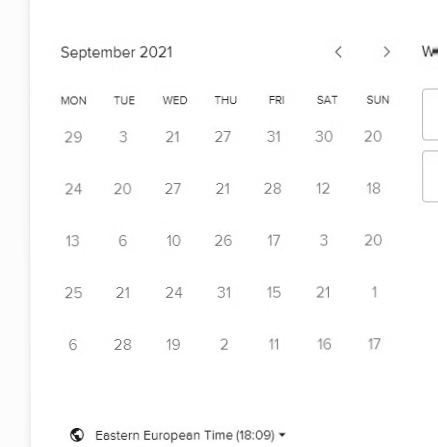 September 2021
MON TUE WED THU FRI SAT SUN
29 3 21 27 31 30 20
24 20 27 21 28 12 18
13 6 10 26 17 3 20
25 21 24 31 15 21 1
6 28 19 2 11 16 17
Eastern European Time (18:09)